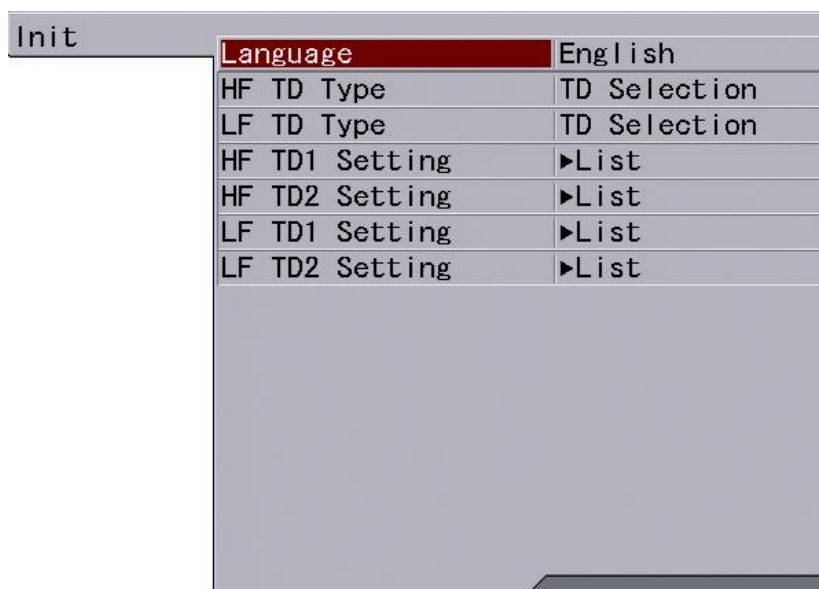 Init
Language English
HF TD Type TD Selection
LF TD Type TD Selection
HF TD1 Setting ▶List
HF TD2 Setting ▶List
LF TD1 Setting ▶List
LF TD2 Setting ▶List